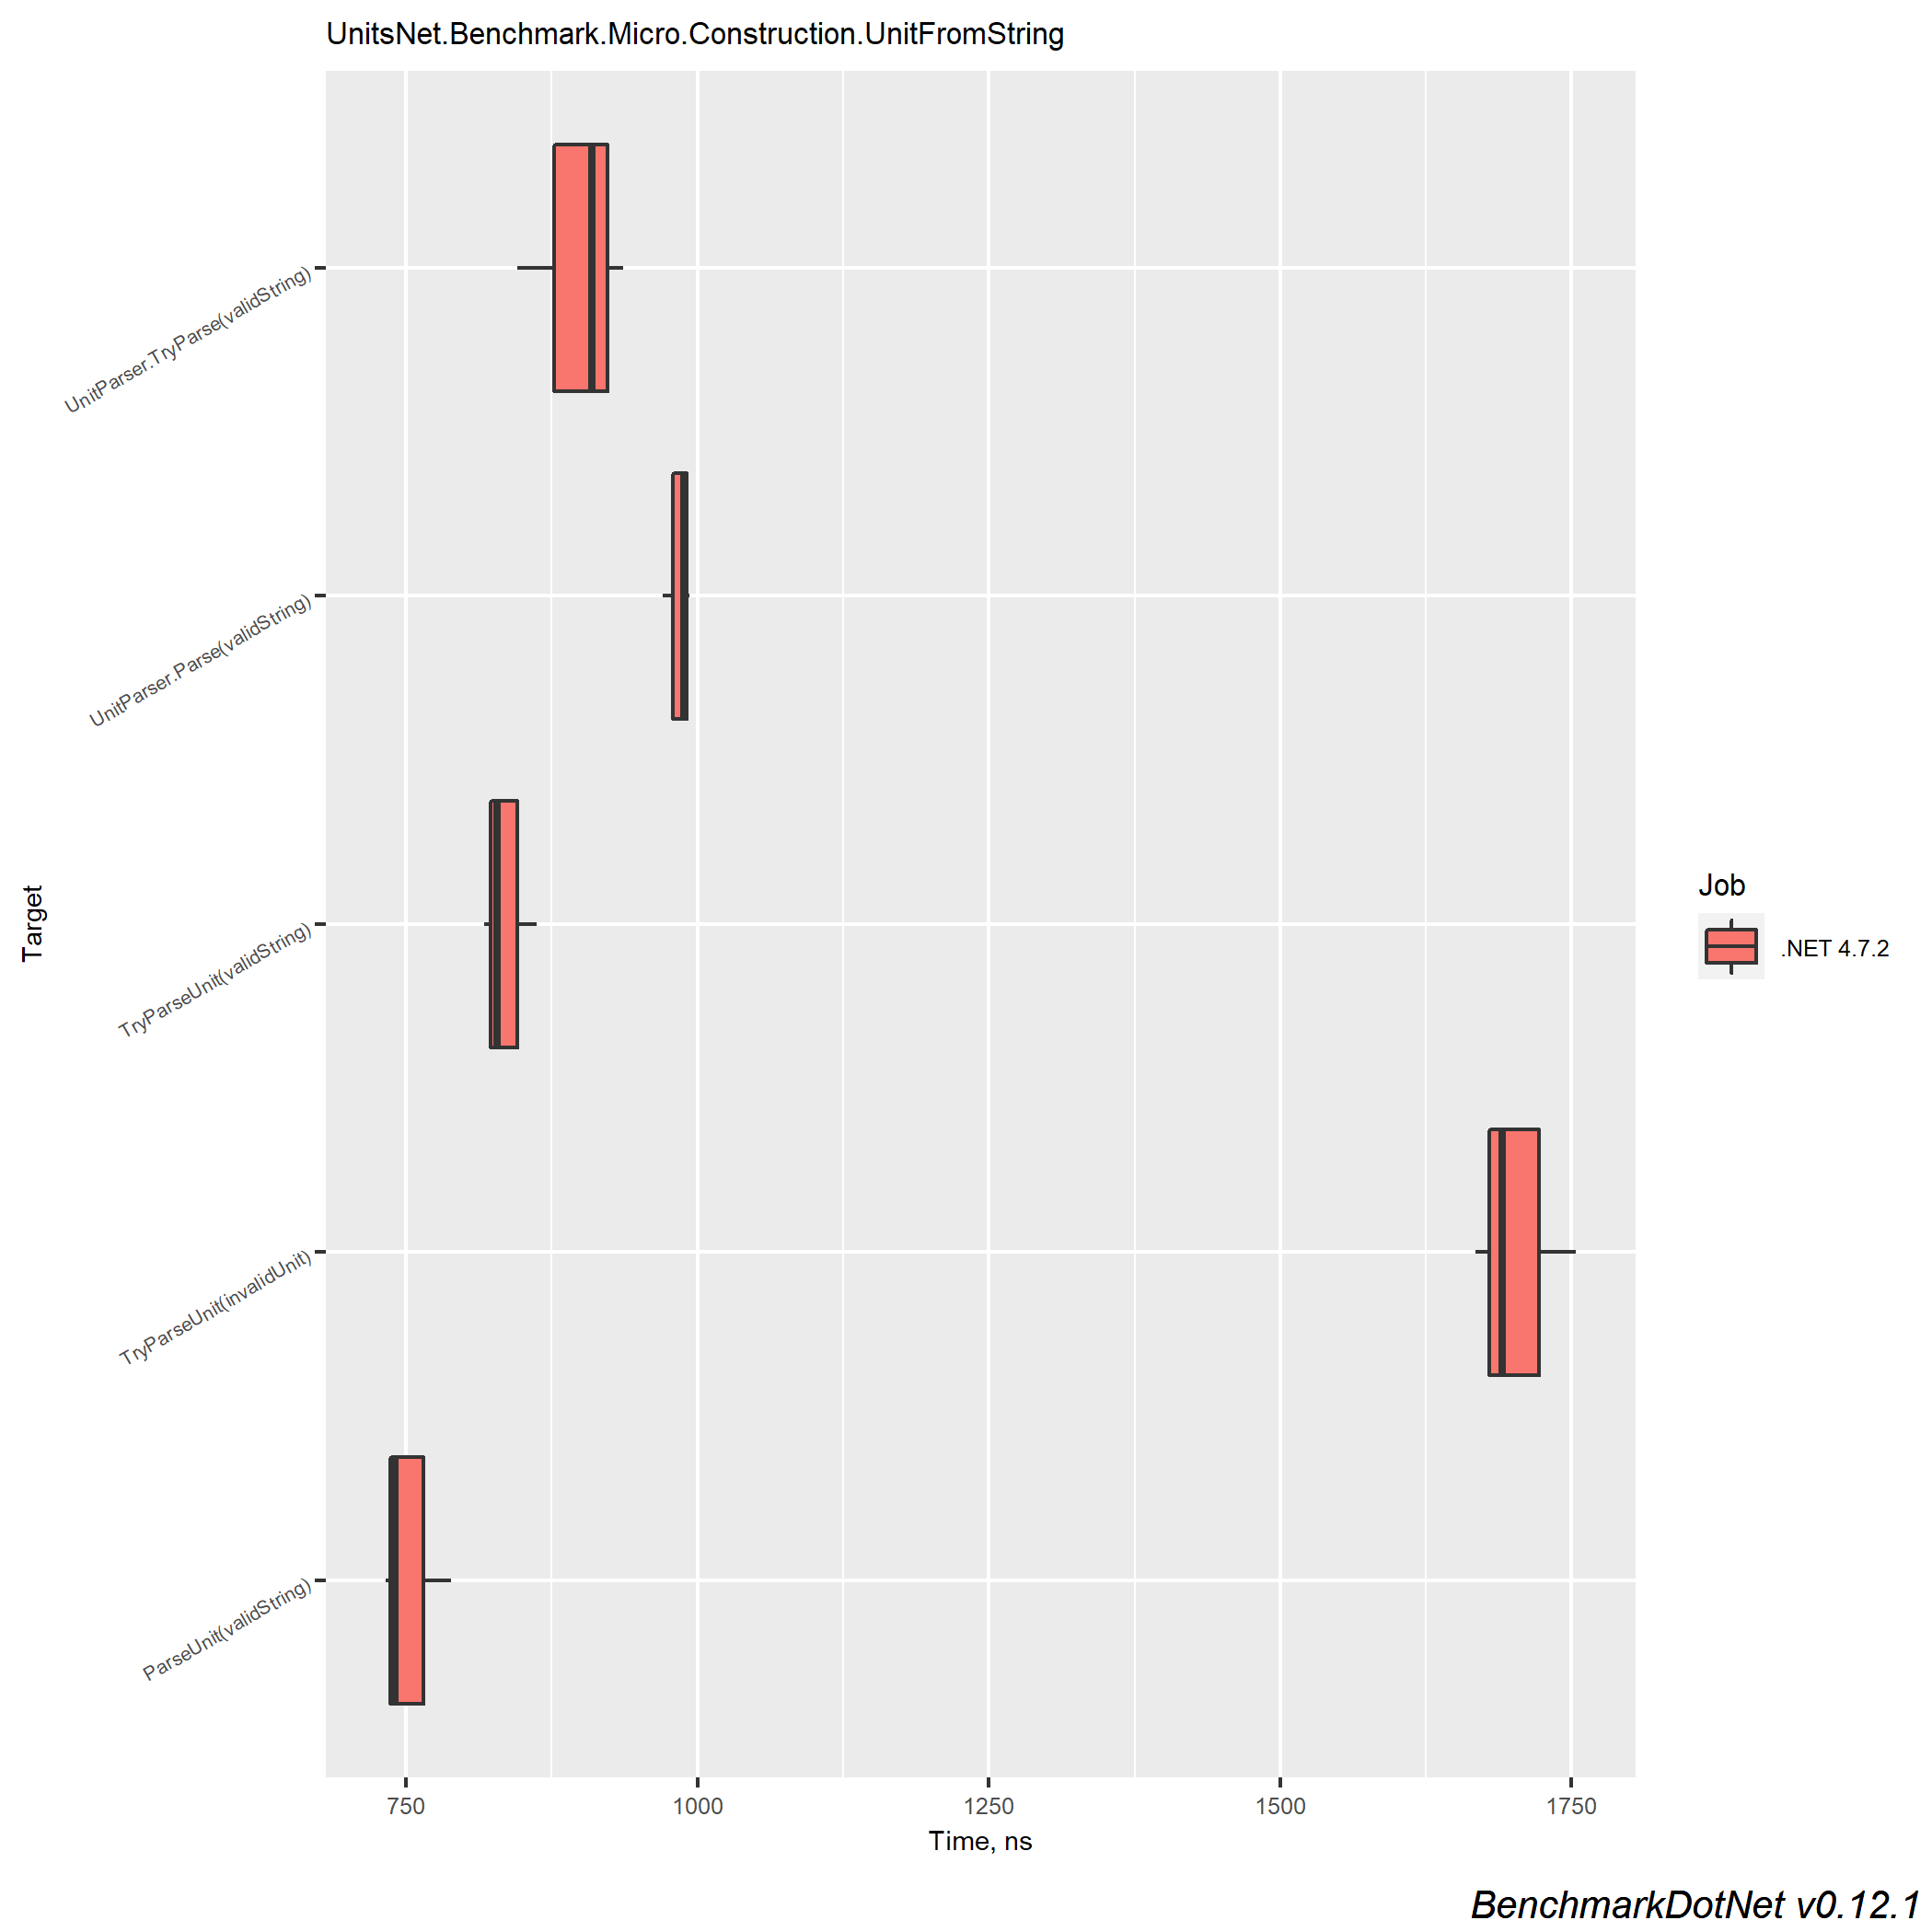 UnitsNet.Benchmark.Micro.Construction.UnitFromString
UnitParser.TryParse(validString)
UnitParser.Parse(validString)
TryParseUnit(validString)
TryParseUnit(invalidUnit)
ParseUnit(validString)
Target
750 1000 1250 1500 1750
Time, ns
Job
.NET 4.7.2
BenchmarkDotNet v0.12.1